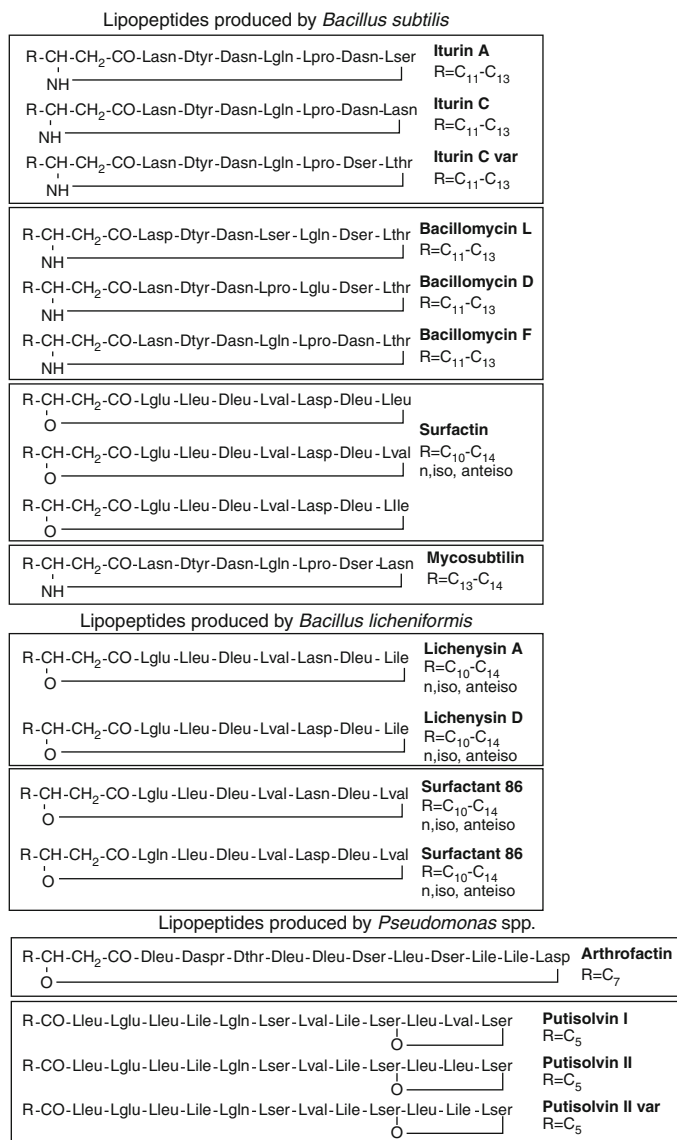 Lipopeptides produced by Bacillus subtilis
R-CH-CH2-CO-Lasn-Dtyr-Dasn-Lgln-Lpro-Dasn-Lser
NH
Iturin A
R=C11-C13
R-CH-CH2-CO-Lasn-Dtyr-Dasn-Lgln-Lpro-Dasn-Lasn
NH
Iturin C
R=C11-C13
R-CH-CH2-CO-Lasn-Dtyr-Dasn-Lgln-Lpro-Dser-Lthr
NH
Iturin C var
R=C11-C13
R-CH-CH2-CO-Lasp-Dtyr-Dasn-Lser-Lgln-Dser-Lthr
NH
Bacillomycin L
R=C11-C13
R-CH-CH2-CO-Lasn-Dtyr-Dasn-Lpro-Lglu-Dser-Lthr
NH
Bacillomycin D
R=C11-C13
R-CH-CH2-CO-Lasn-Dtyr-Dasn-Lgln-Lpro-Dasn-Lthr
NH
Bacillomycin F
R=C11-C13
R-CH-CH2-CO-Lglu-Lleu-Dleu-Lval-Lasp-Dleu-Lleu
O
R-CH-CH2-CO-Lglu-Lleu-Dleu-Lval-Lasp-Dleu-Lval
O
R-CH-CH2-CO-Lglu-Lleu-Dleu-Lval-Lasp-Dleu-LIle
O
Surfactin
R=C10-C14
n,iso, anteiso
R-CH-CH2-CO-Lasn-Dtyr-Dasn-Lgln-Lpro-Dser-Lasn
NH
Mycosubtilin
R=C13-C14
Lipopeptides produced by Bacillus licheniformis
R-CH-CH2-CO-Lglu-Lleu-Dleu-Lval-Lasn-Dleu-Lile
O
Lichenysin A
R=C10-C14
n,iso, anteiso
R-CH-CH2-CO-Lglu-Lleu-Dleu-Lval-Lasp-Dleu-Lile
O
Lichenysin D
R=C10-C14
n,iso, anteiso
R-CH-CH2-CO-Lglu-Lleu-Dleu-Lval-Lasn-Dleu-Lval
O
Surfactant 86
R=C10-C14
n,iso, anteiso
R-CH-CH2-CO-Lgln-Lleu-Dleu-Lval-Lasp-Dleu-Lval
O
Surfactant 86
R=C10-C14
n,iso, anteiso
Lipopeptides produced by Pseudomonas spp.
R-CH-CH2-CO-Dleu-Daspr-Dthr-Dleu-Dleu-Dser-Lleu-Dser-Lile-Lile-Lasp
O
Arthrofactin
R=C7
R-CO-Lleu-Lglu-Lleu-Lile-Lgln-Lser-Lval-Lile-Lser-Lleu-Lval-Lser
O
Putisolvin I
R=C5
R-CO-Lleu-Lglu-Lleu-Lile-Lgln-Lser-Lval-Lile-Lser-Lleu-Lleu-Lser
O
Putisolvin II
R=C5
R-CO-Lleu-Lglu-Lleu-Lile-Lgln-Lser-Lval-Lile-Lser-Lleu-Lile-Lser
O
Putisolvin II var
R=C5